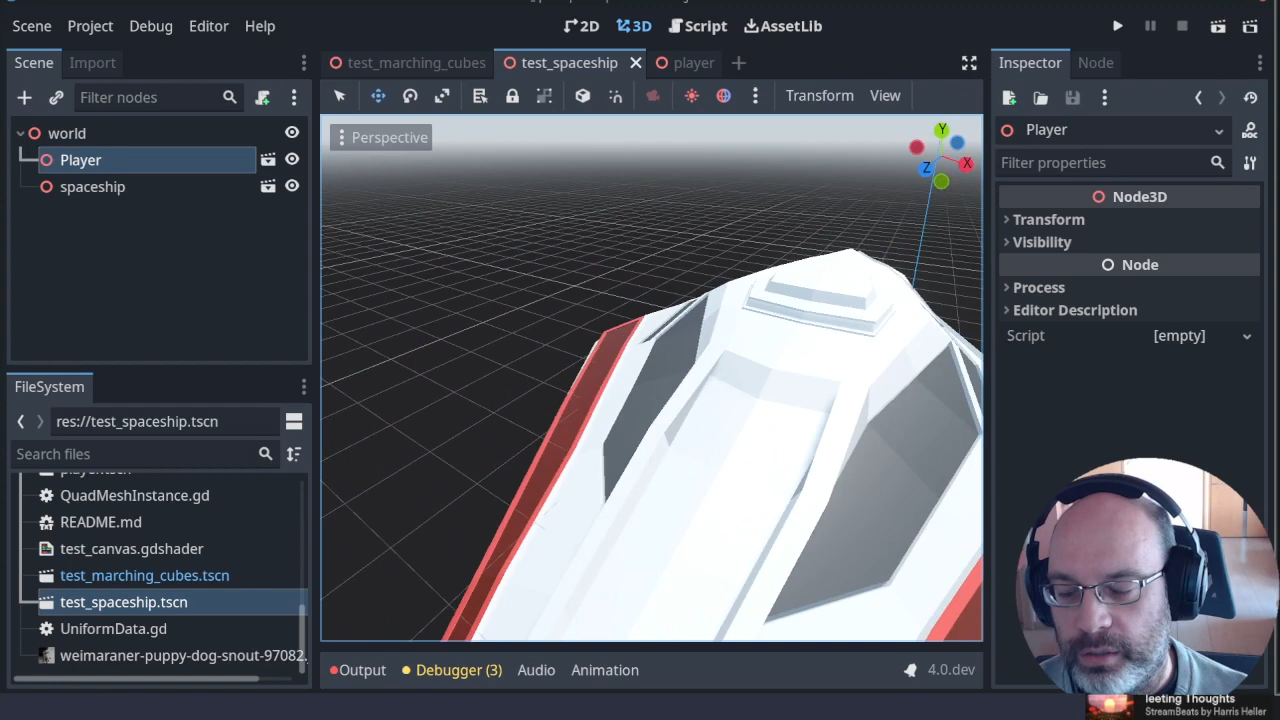 Scene Project Debug Editor Help
2D 3D Script AssetLib
Scene Import
test_marching_cubes test_spaceship player
Inspector Node
Filter nodes
Transform View
world
Player
spaceship
Perspective
Y
X
Z
Player
DOC
Filter properties
Node3D
Transform
Visibility
Node
Process
Editor Description
Script [empty]
FileSystem
res://test_spaceship.tscn
Search files
QuadMeshInstance.gd
README.md
test_canvas.gdshader
test_marching_cubes.tscn
test_spaceship.tscn
UniformData.gd
weimaraner-puppy-dog-snout-97082.
Output Debugger (3) Audio Animation 4.0.dev
leeting Thoughts
StreamBeats by Harris Heller